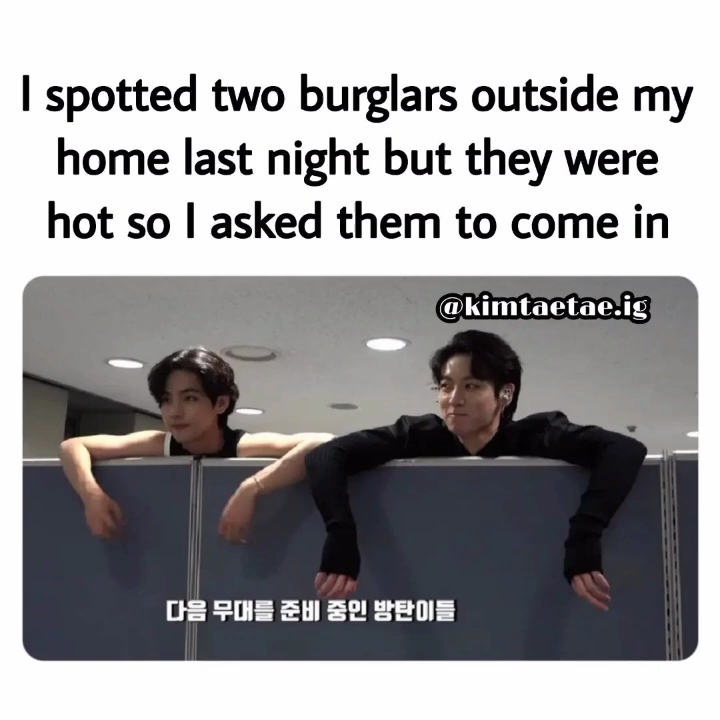 I spotted two burglars outside my
home last night but they were
hot so I asked them to come in
@kimtaetae.ig
다음 무대를 준비 중인 방탄이들